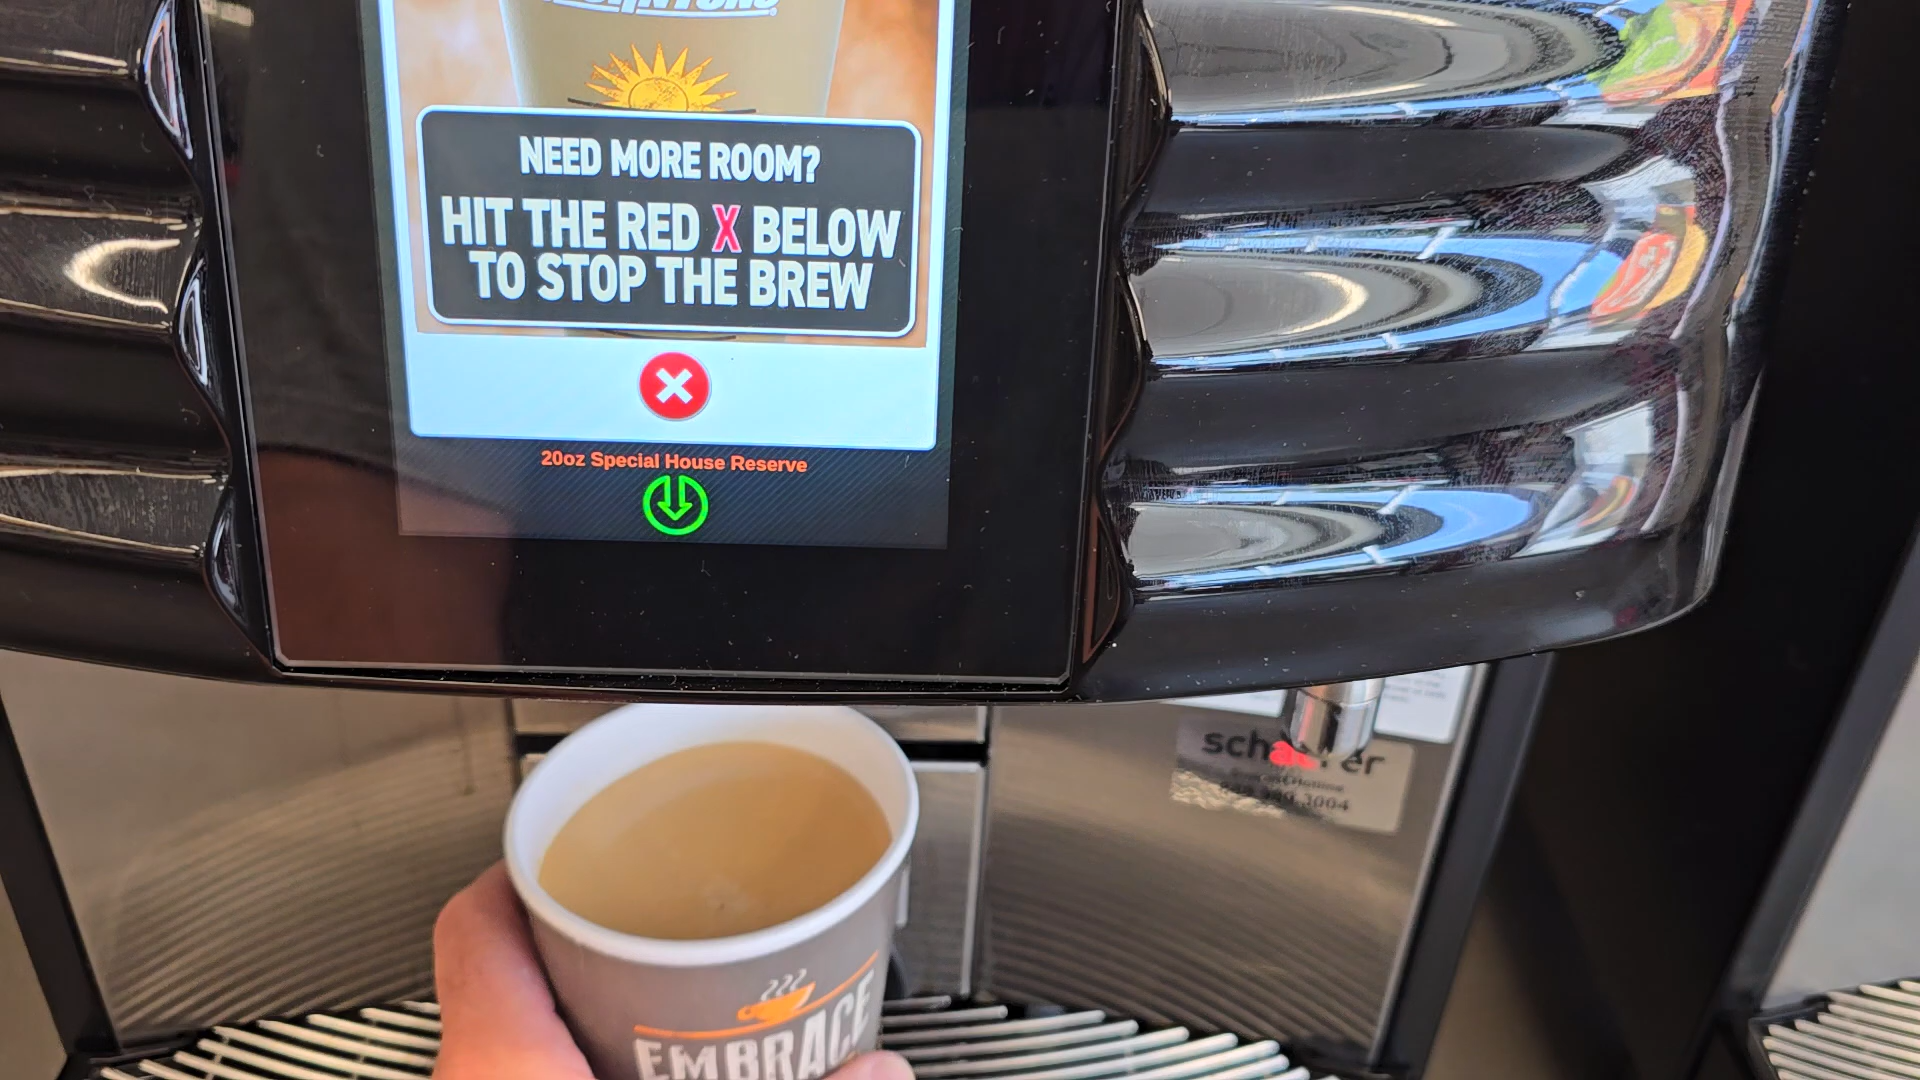 NEED MORE ROOM?
HIT THE RED X BELOW
TO STOP THE BREW
20oz Special House Reserve
EMBRACE